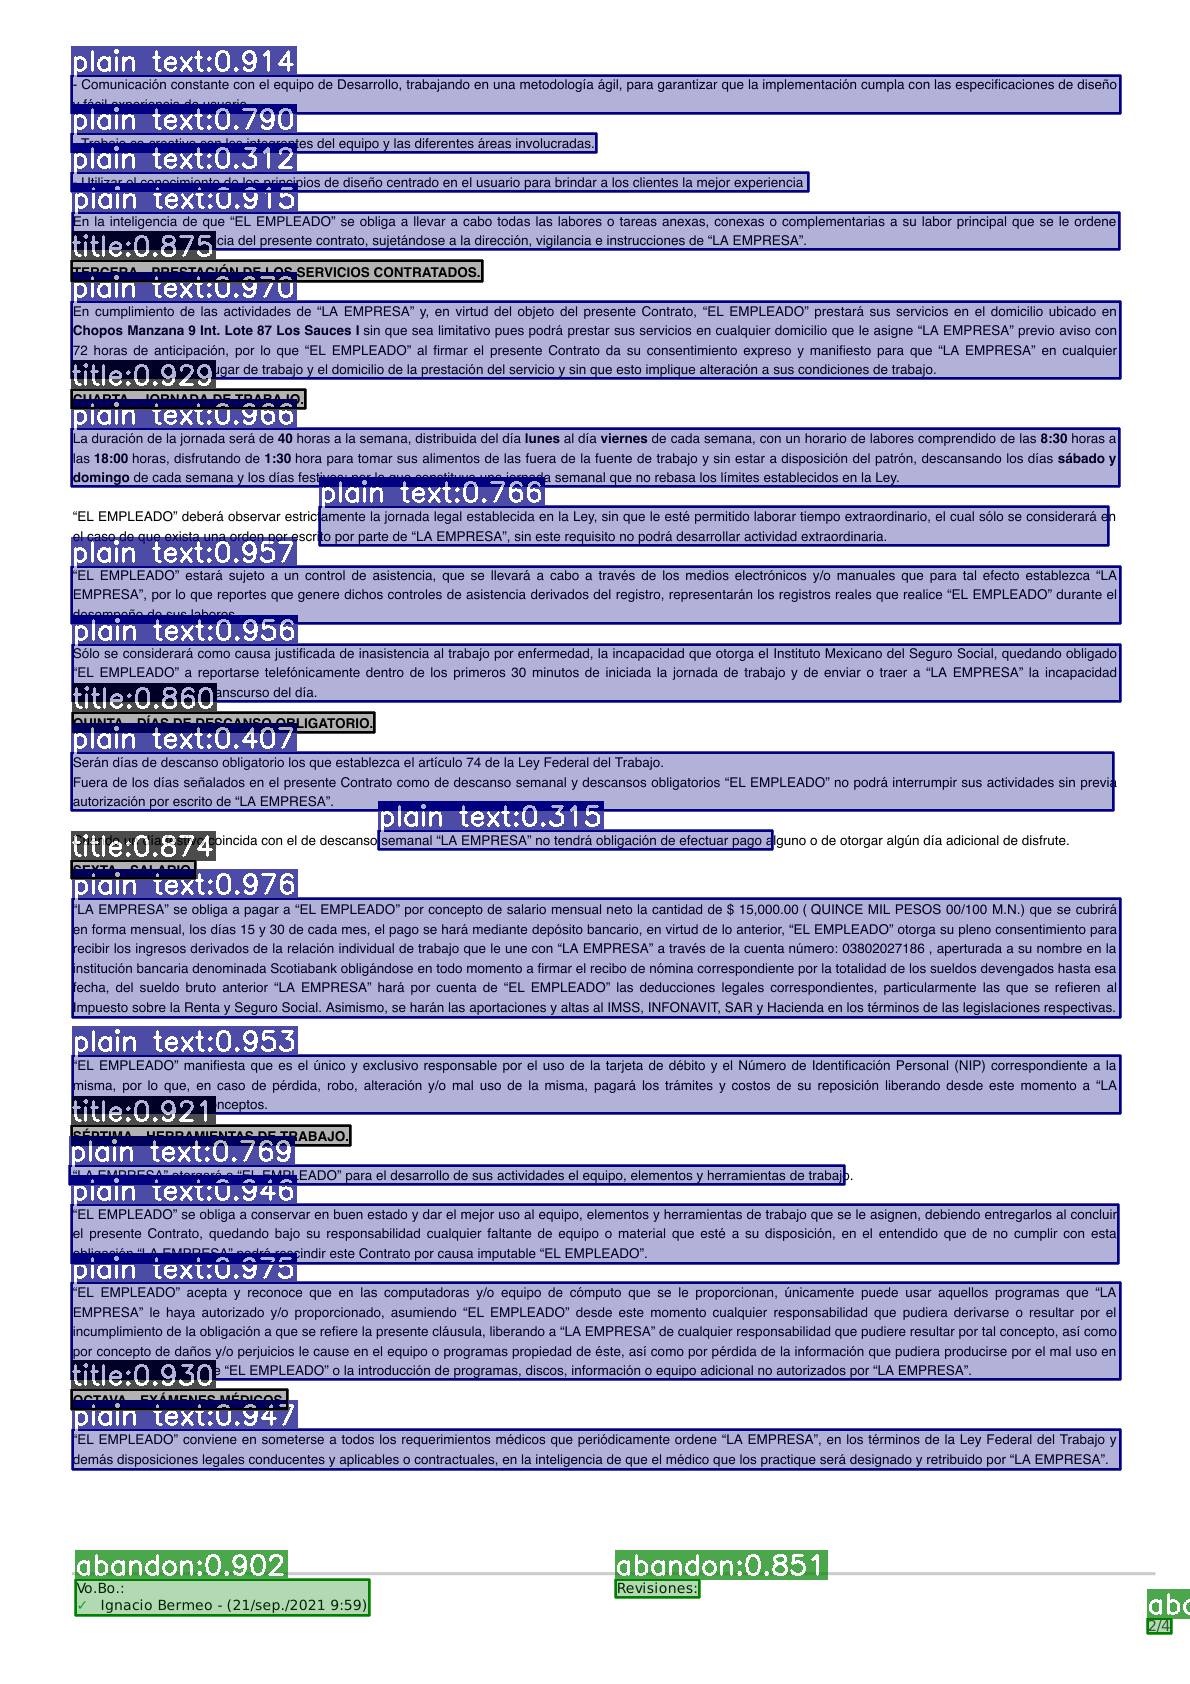 plain text:0.914
- Comunicación constante con el equipo de Desarrollo, trabajando en una metodología ágil, para garantizar que la implementación cumpla con las especificaciones de diseño
y fácil experiencia de usuario.
plain text:0.790
- Trabajo co-creativo con los integrantes del equipo y las diferentes áreas involucradas.
plain text:0.312
- Utilizar el conocimiento de los principios de diseño centrado en el usuario para brindar a los clientes la mejor experiencia
plain text:0.915
En la inteligencia de que “EL EMPLEADO” se obliga a llevar a cabo todas las labores o tareas anexas, conexas o complementarias a su labor principal que se le ordene
cia del presente contrato, sujetándose a la dirección, vigilancia e instrucciones de “LA EMPRESA”.
title:0.875
TERCERA.- PRESTACIÓN DE LOS SERVICIOS CONTRATADOS.
plain text:0.970
En cumplimiento de las actividades de “LA EMPRESA” y, en virtud del objeto del presente Contrato, “EL EMPLEADO” prestará sus servicios en el domicilio ubicado en
Chopos Manzana 9 Int. Lote 87 Los Sauces I sin que sea limitativo pues podrá prestar sus servicios en cualquier domicilio que le asigne “LA EMPRESA” previo aviso con
72 horas de anticipación, por lo que “EL EMPLEADO” al firmar el presente Contrato da su consentimiento expreso y manifiesto para que “LA EMPRESA” en cualquier
ugar de trabajo y el domicilio de la prestación del servicio y sin que esto implique alteración a sus condiciones de trabajo.
title:0.929
CUARTA.- JORNADA DE TRABAJO.
plain text:0.966
La duración de la jornada será de 40 horas a la semana, distribuida del día lunes al día viernes de cada semana, con un horario de labores comprendido de las 8:30 horas a
las 18:00 horas, disfrutando de 1:30 hora para tomar sus alimentos de las fuera de la fuente de trabajo y sin estar a disposición del patrón, descansando los días sábado y
domingo de cada semana y los días festivos; por lo que constituye una jornada semanal que no rebasa los límites establecidos en la Ley.
plain text:0.766
“EL EMPLEADO” deberá observar estrictamente la jornada legal establecida en la Ley, sin que le esté permitido laborar tiempo extraordinario, el cual sólo se considerará en
el caso de que exista una orden por escrito por parte de “LA EMPRESA”, sin este requisito no podrá desarrollar actividad extraordinaria.
plain text:0.957
“EL EMPLEADO” estará sujeto a un control de asistencia, que se llevará a cabo a través de los medios electrónicos y/o manuales que para tal efecto establezca “LA
EMPRESA”, por lo que reportes que genere dichos controles de asistencia derivados del registro, representarán los registros reales que realice “EL EMPLEADO” durante el
desempeño de sus labores.
plain text:0.956
Sólo se considerará como causa justificada de inasistencia al trabajo por enfermedad, la incapacidad que otorga el Instituto Mexicano del Seguro Social, quedando obligado
“EL EMPLEADO” a reportarse telefónicamente dentro de los primeros 30 minutos de iniciada la jornada de trabajo y de enviar o traer a “LA EMPRESA” la incapacidad
anscurso del día.
title:0.860
QUINTA.- DÍAS DE DESCANSO OBLIGATORIO.
plain text:0.407
Serán días de descanso obligatorio los que establezca el artículo 74 de la Ley Federal del Trabajo.
Fuera de los días señalados en el presente Contrato como de descanso semanal y descansos obligatorios “EL EMPLEADO” no podrá interrumpir sus actividades sin previa
autorización por escrito de “LA EMPRESA”.
plain text:0.315
coincida con el de descanso semanal “LA EMPRESA” no tendrá obligación de efectuar pago alguno o de otorgar algún día adicional de disfrute.
title:0.874
SEXTA.- SALARIO.
plain text:0.976
“LA EMPRESA” se obliga a pagar a “EL EMPLEADO” por concepto de salario mensual neto la cantidad de $ 15,000.00 ( QUINCE MIL PESOS 00/100 M.N.) que se cubrirá
en forma mensual, los días 15 y 30 de cada mes, el pago se hará mediante depósito bancario, en virtud de lo anterior, “EL EMPLEADO” otorga su pleno consentimiento para
recibir los ingresos derivados de la relación individual de trabajo que le une con “LA EMPRESA” a través de la cuenta número: 03802027186 , aperturada a su nombre en la
institución bancaria denominada Scotiabank obligándose en todo momento a firmar el recibo de nómina correspondiente por la totalidad de los sueldos devengados hasta esa
fecha, del sueldo bruto anterior “LA EMPRESA” hará por cuenta de “EL EMPLEADO” las deducciones legales correspondientes, particularmente las que se refieren al
Impuesto sobre la Renta y Seguro Social. Asimismo, se harán las aportaciones y altas al IMSS, INFONAVIT, SAR y Hacienda en los términos de las legislaciones respectivas.
plain text:0.953
“EL EMPLEADO” manifiesta que es el único y exclusivo responsable por el uso de la tarjeta de débito y el Número de Identificación Personal (NIP) correspondiente a la
misma, por lo que, en caso de pérdida, robo, alteración y/o mal uso de la misma, pagará los trámites y costos de su reposición liberando desde este momento a “LA
nceptos.
title:0.921
SÉPTIMA.- HERRAMIENTAS DE TRABAJO.
plain text:0.769
“LA EMPRESA” otorgará a “EL EMPLEADO” para el desarrollo de sus actividades el equipo, elementos y herramientas de trabajo.
plain text:0.946
“EL EMPLEADO” se obliga a conservar en buen estado y dar el mejor uso al equipo, elementos y herramientas de trabajo que se le asignen, debiendo entregarlos al concluir
el presente Contrato, quedando bajo su responsabilidad cualquier faltante de equipo o material que esté a su disposición, en el entendido que de no cumplir con esta
obligación “LA EMPRESA” podrá rescindir este Contrato por causa imputable “EL EMPLEADO”.
plain text:0.975
“EL EMPLEADO” acepta y reconoce que en las computadoras y/o equipo de cómputo que se le proporcionan, únicamente puede usar aquellos programas que “LA
EMPRESA” le haya autorizado y/o proporcionado, asumiendo “EL EMPLEADO” desde este momento cualquier responsabilidad que pudiera derivarse o resultar por el
incumplimiento de la obligación a que se refiere la presente cláusula, liberando a “LA EMPRESA” de cualquier responsabilidad que pudiere resultar por tal concepto, así como
por concepto de daños y/o perjuicios le cause en el equipo o programas propiedad de éste, así como por pérdida de la información que pudiera producirse por el mal uso en
e “EL EMPLEADO” o la introducción de programas, discos, información o equipo adicional no autorizados por “LA EMPRESA”.
title:0.930
OCTAVA.- EXÁMENES MÉDICOS.
plain text:0.947
“EL EMPLEADO” conviene en someterse a todos los requerimientos médicos que periódicamente ordene “LA EMPRESA”, en los términos de la Ley Federal del Trabajo y
demás disposiciones legales conducentes y aplicables o contractuales, en la inteligencia de que el médico que los practique será designado y retribuido por “LA EMPRESA”.
abandon:0.902
abandon:0.851
Vo.Bo.:
Revisiones:
✓ Ignacio Bermeo - (21/sep./2021 9:59)
abo
2/4